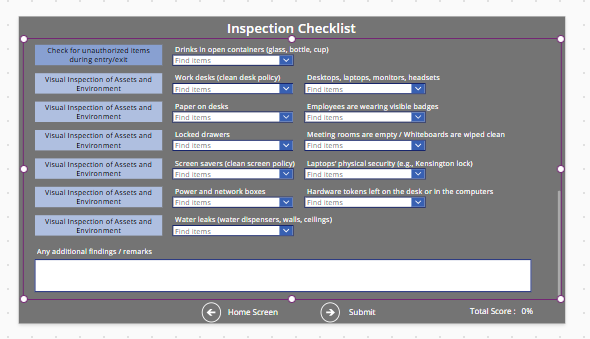 Inspection Checklist
Check for unauthorized items
during entry/exit
Drinks in open containers (glass, bottle, cup)
Find items
Visual Inspection of Assets and
Environment
Work desks (clean desk policy)
Find items
Desktops, laptops, monitors, headsets
Find items
Visual Inspection of Assets and
Environment
Paper on desks
Find items
Employees are wearing visible badges
Find items
Visual Inspection of Assets and
Environment
Locked drawers
Find items
Meeting rooms are empty / Whiteboards are wiped clean
Find items
Visual Inspection of Assets and
Environment
Screen savers (clean screen policy)
Find items
Laptops' physical security (e.g., Kensington lock)
Find items
Visual Inspection of Assets and
Environment
Power and network boxes
Find items
Hardware tokens left on the desk or in the computers
Find items
Visual Inspection of Assets and
Environment
Water leaks (water dispensers, walls, ceilings)
Find items
Any additional findings / remarks
Home Screen
Submit
Total Score : 0%